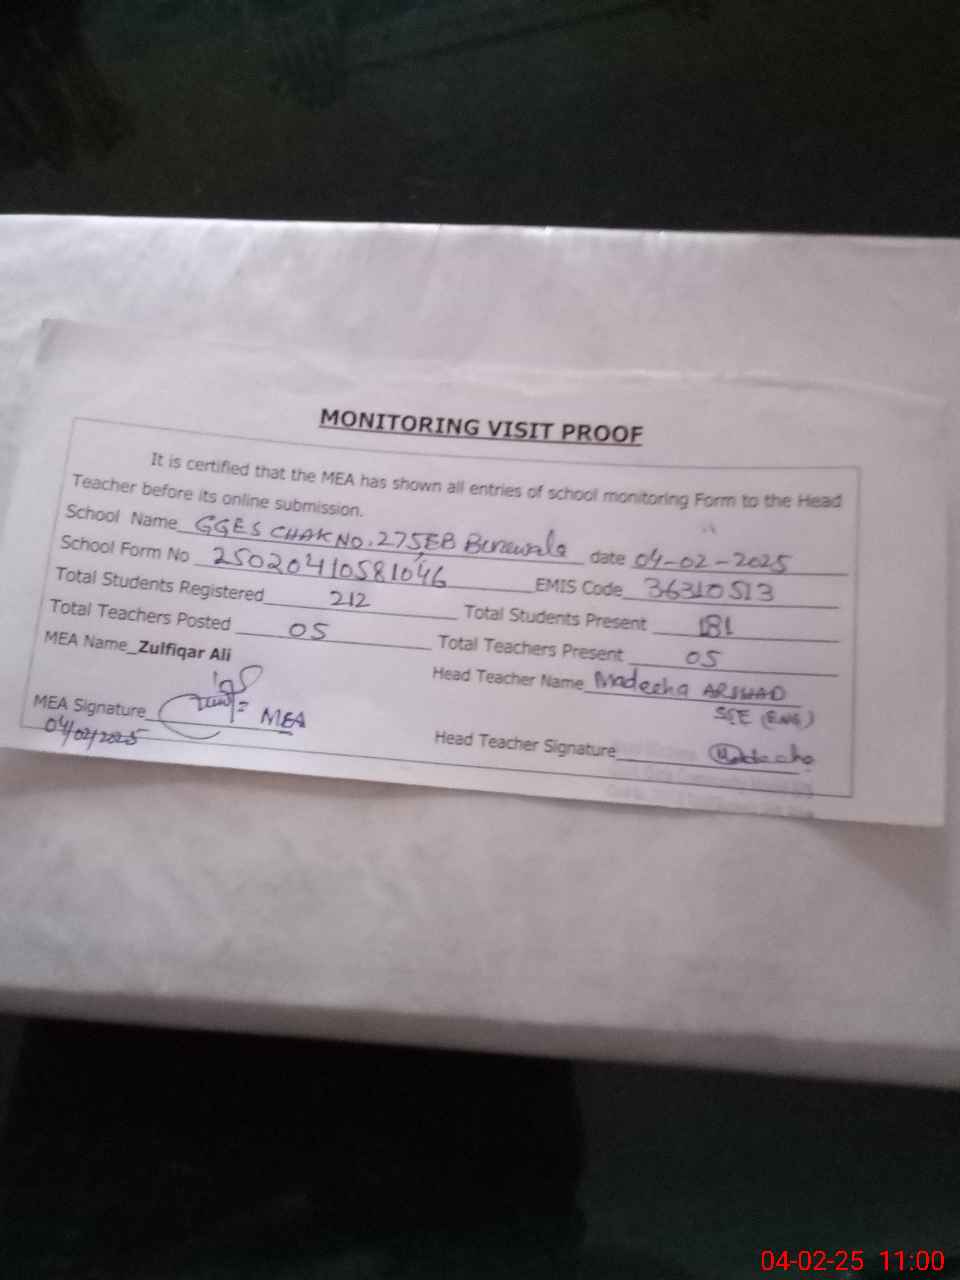 MONITORING VISIT PROOF
It is certified that the MEA has shown all entries of school monitoring Form to the Head
Teacher before its online submission.
School Name GGES CHAK NO. 275EB date 04-02-2025
School Form No 25020410581046 EMIS Code 36310513
Total Students Registered 212 Total Students Present 181
Total Teachers Posted 05 Total Teachers Present 05
MEA Name Zulfiqar Ali Head Teacher Name Madeeha ARSHAD
SSE (ENG)
MEA Signature MEA Head Teacher Signature Madeeha
04/02/2025
04-02-25 11:00